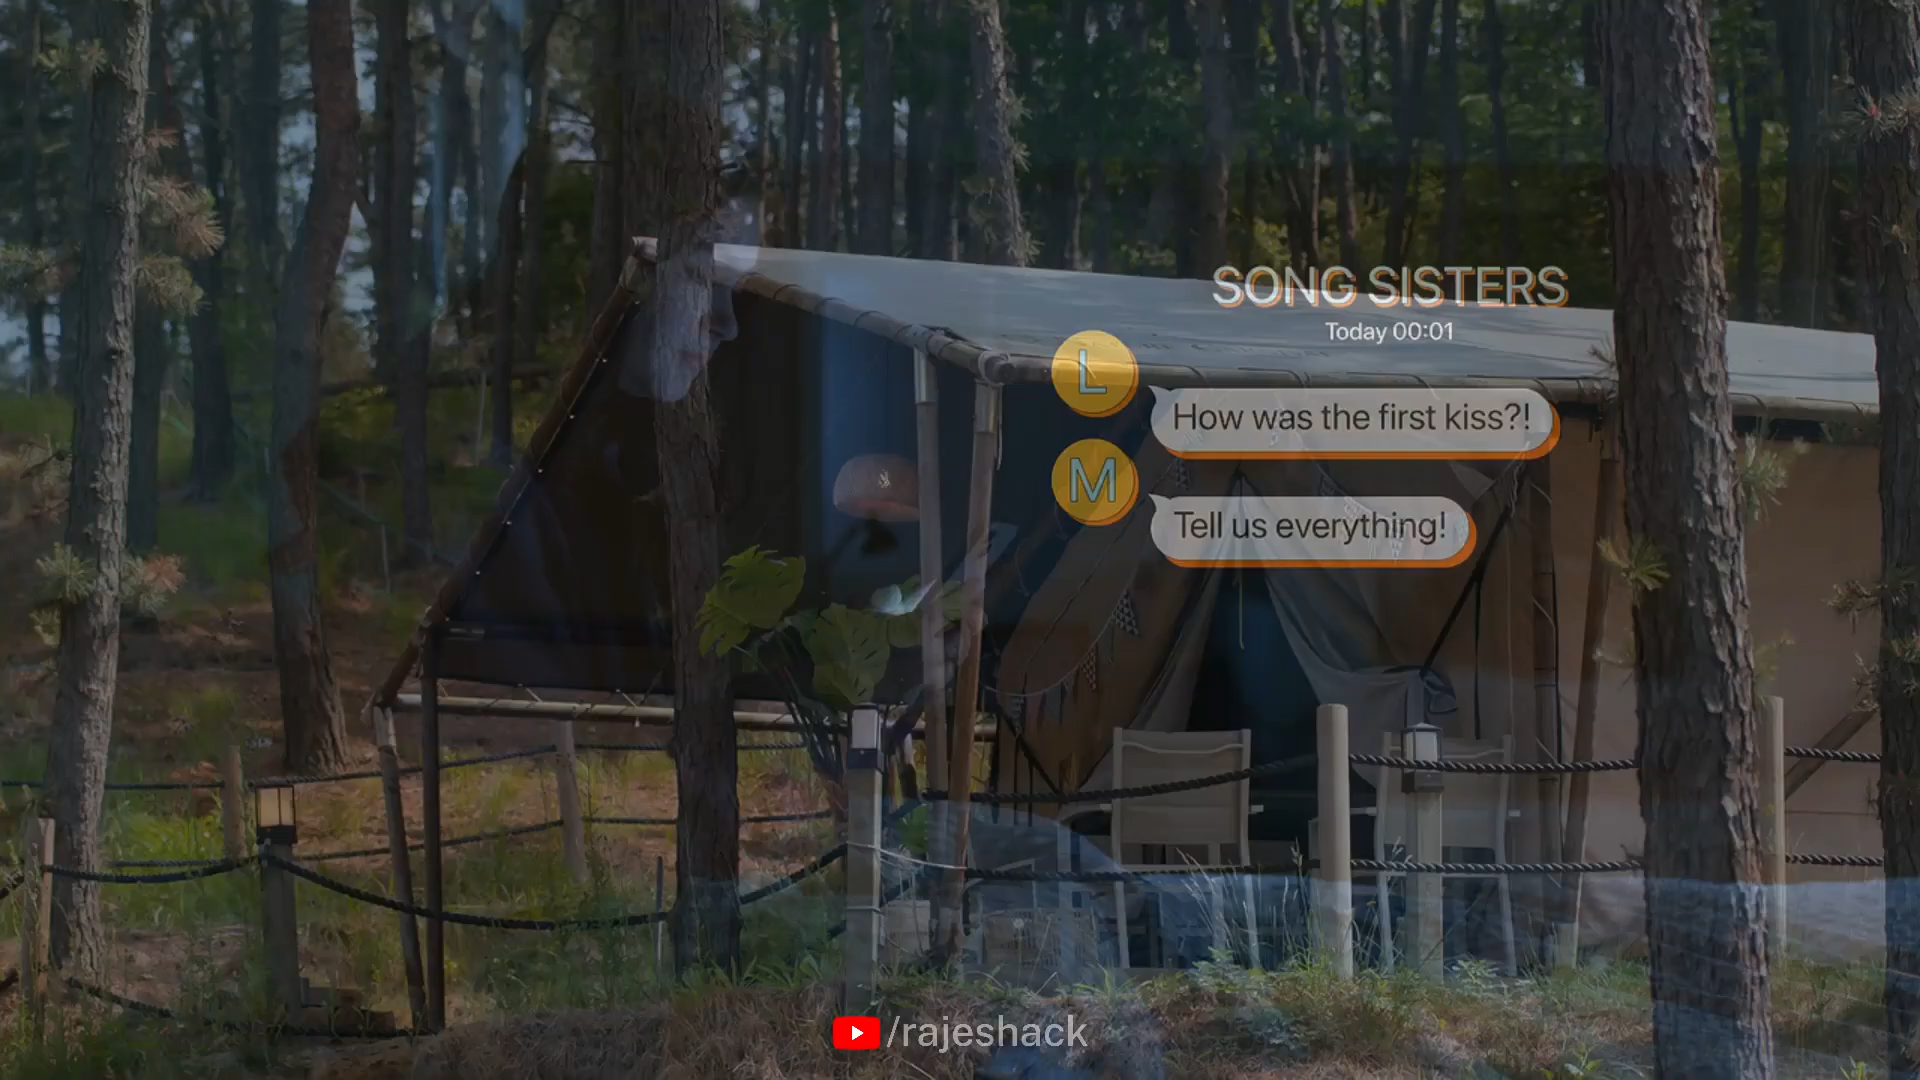 SONG SISTERS
Today 00:01
L
How was the first kiss?!
M
Tell us everything!
/rajeshack